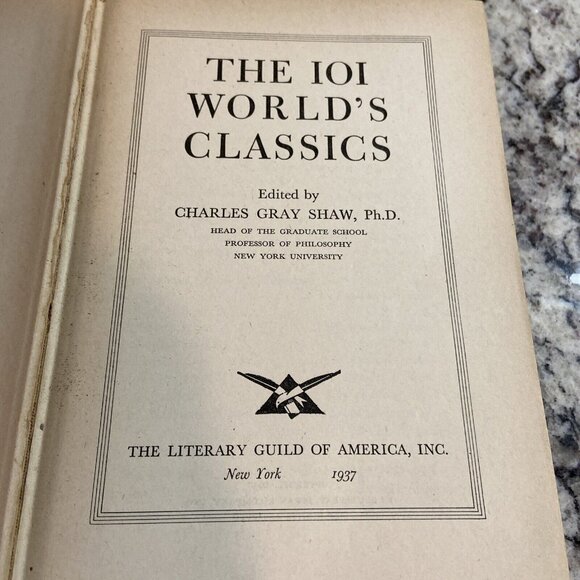 THE 101
WORLD'S
CLASSICS
Edited by
CHARLES GRAY SHAW, Ph.D.
HEAD OF THE GRADUATE SCHOOL
PROFESSOR OF PHILOSOPHY
NEW YORK UNIVERSITY
THE LITERARY GUILD OF AMERICA, INC.
New York 1937